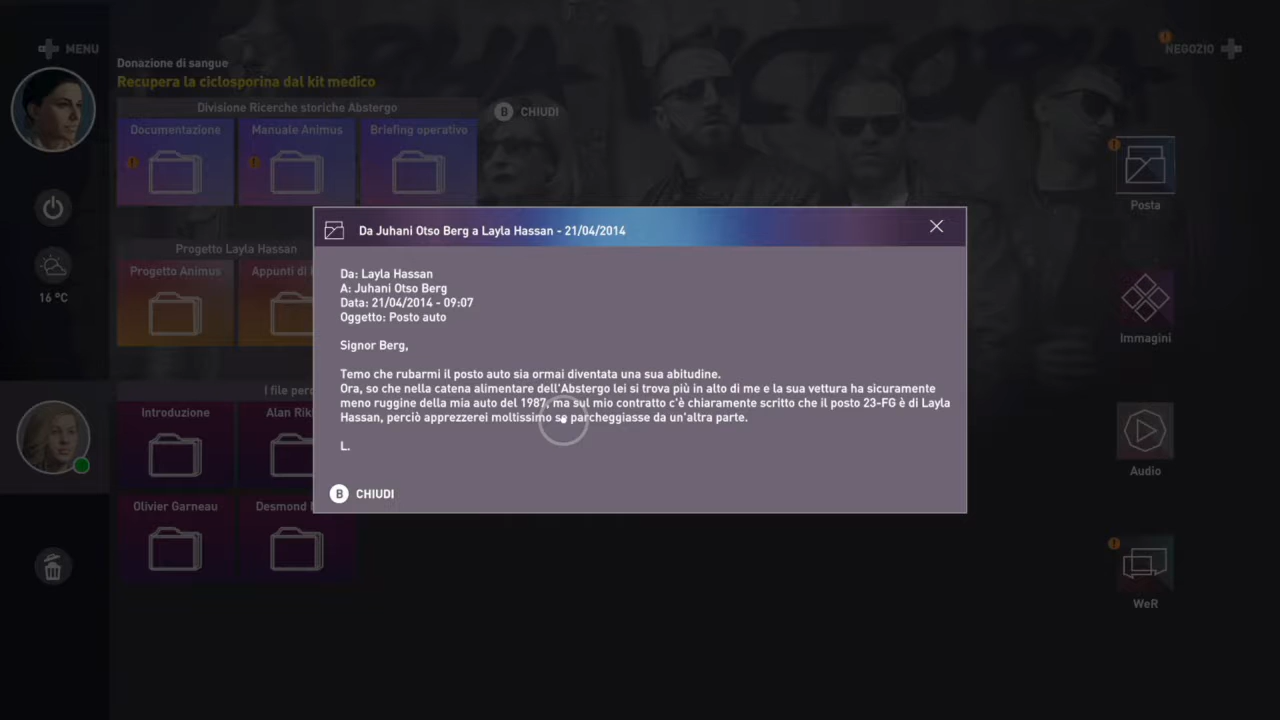 MENU
NEGOZIO
Donazione di sangue
Recupera la ciclosporina dal kit medico
Divisione Ricerche storiche Abstergo
B CHIUDI
Documentazione
Manuale Animus
Briefing operativo
Posta
Da Juhani Otso Berg a Layla Hassan - 21/04/2014
Progetto Layla Hassan
Progetto Animus
Appunti di
16 °C
Da: Layla Hassan
A: Juhani Otso Berg
Data: 21/04/2014 - 09:07
Oggetto: Posto auto
Signor Berg,
Temo che rubarmi il posto auto sia ormai diventata una sua abitudine.
Ora, so che nella catena alimentare dell'Abstergo lei si trova più in alto di me e la sua vettura ha sicuramente
meno ruggine della mia auto del 1987, ma sul mio contratto c'è chiaramente scritto che il posto 23-FG è di Layla
Hassan, perciò apprezzerei moltissimo se parcheggiasse da un'altra parte.
L.
B CHIUDI
Immagini
I file
Introduzione
Alan
Audio
Olivier Garneau
Desmond
WeR